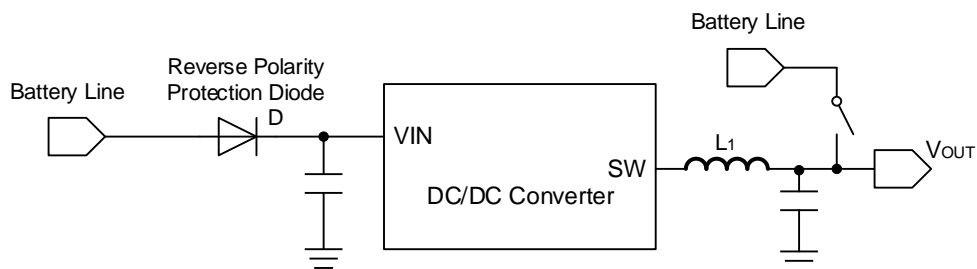 Battery Line
Reverse Polarity
Protection Diode
D
Battery Line
VIN
SW
DC/DC Converter
L1
VOUT